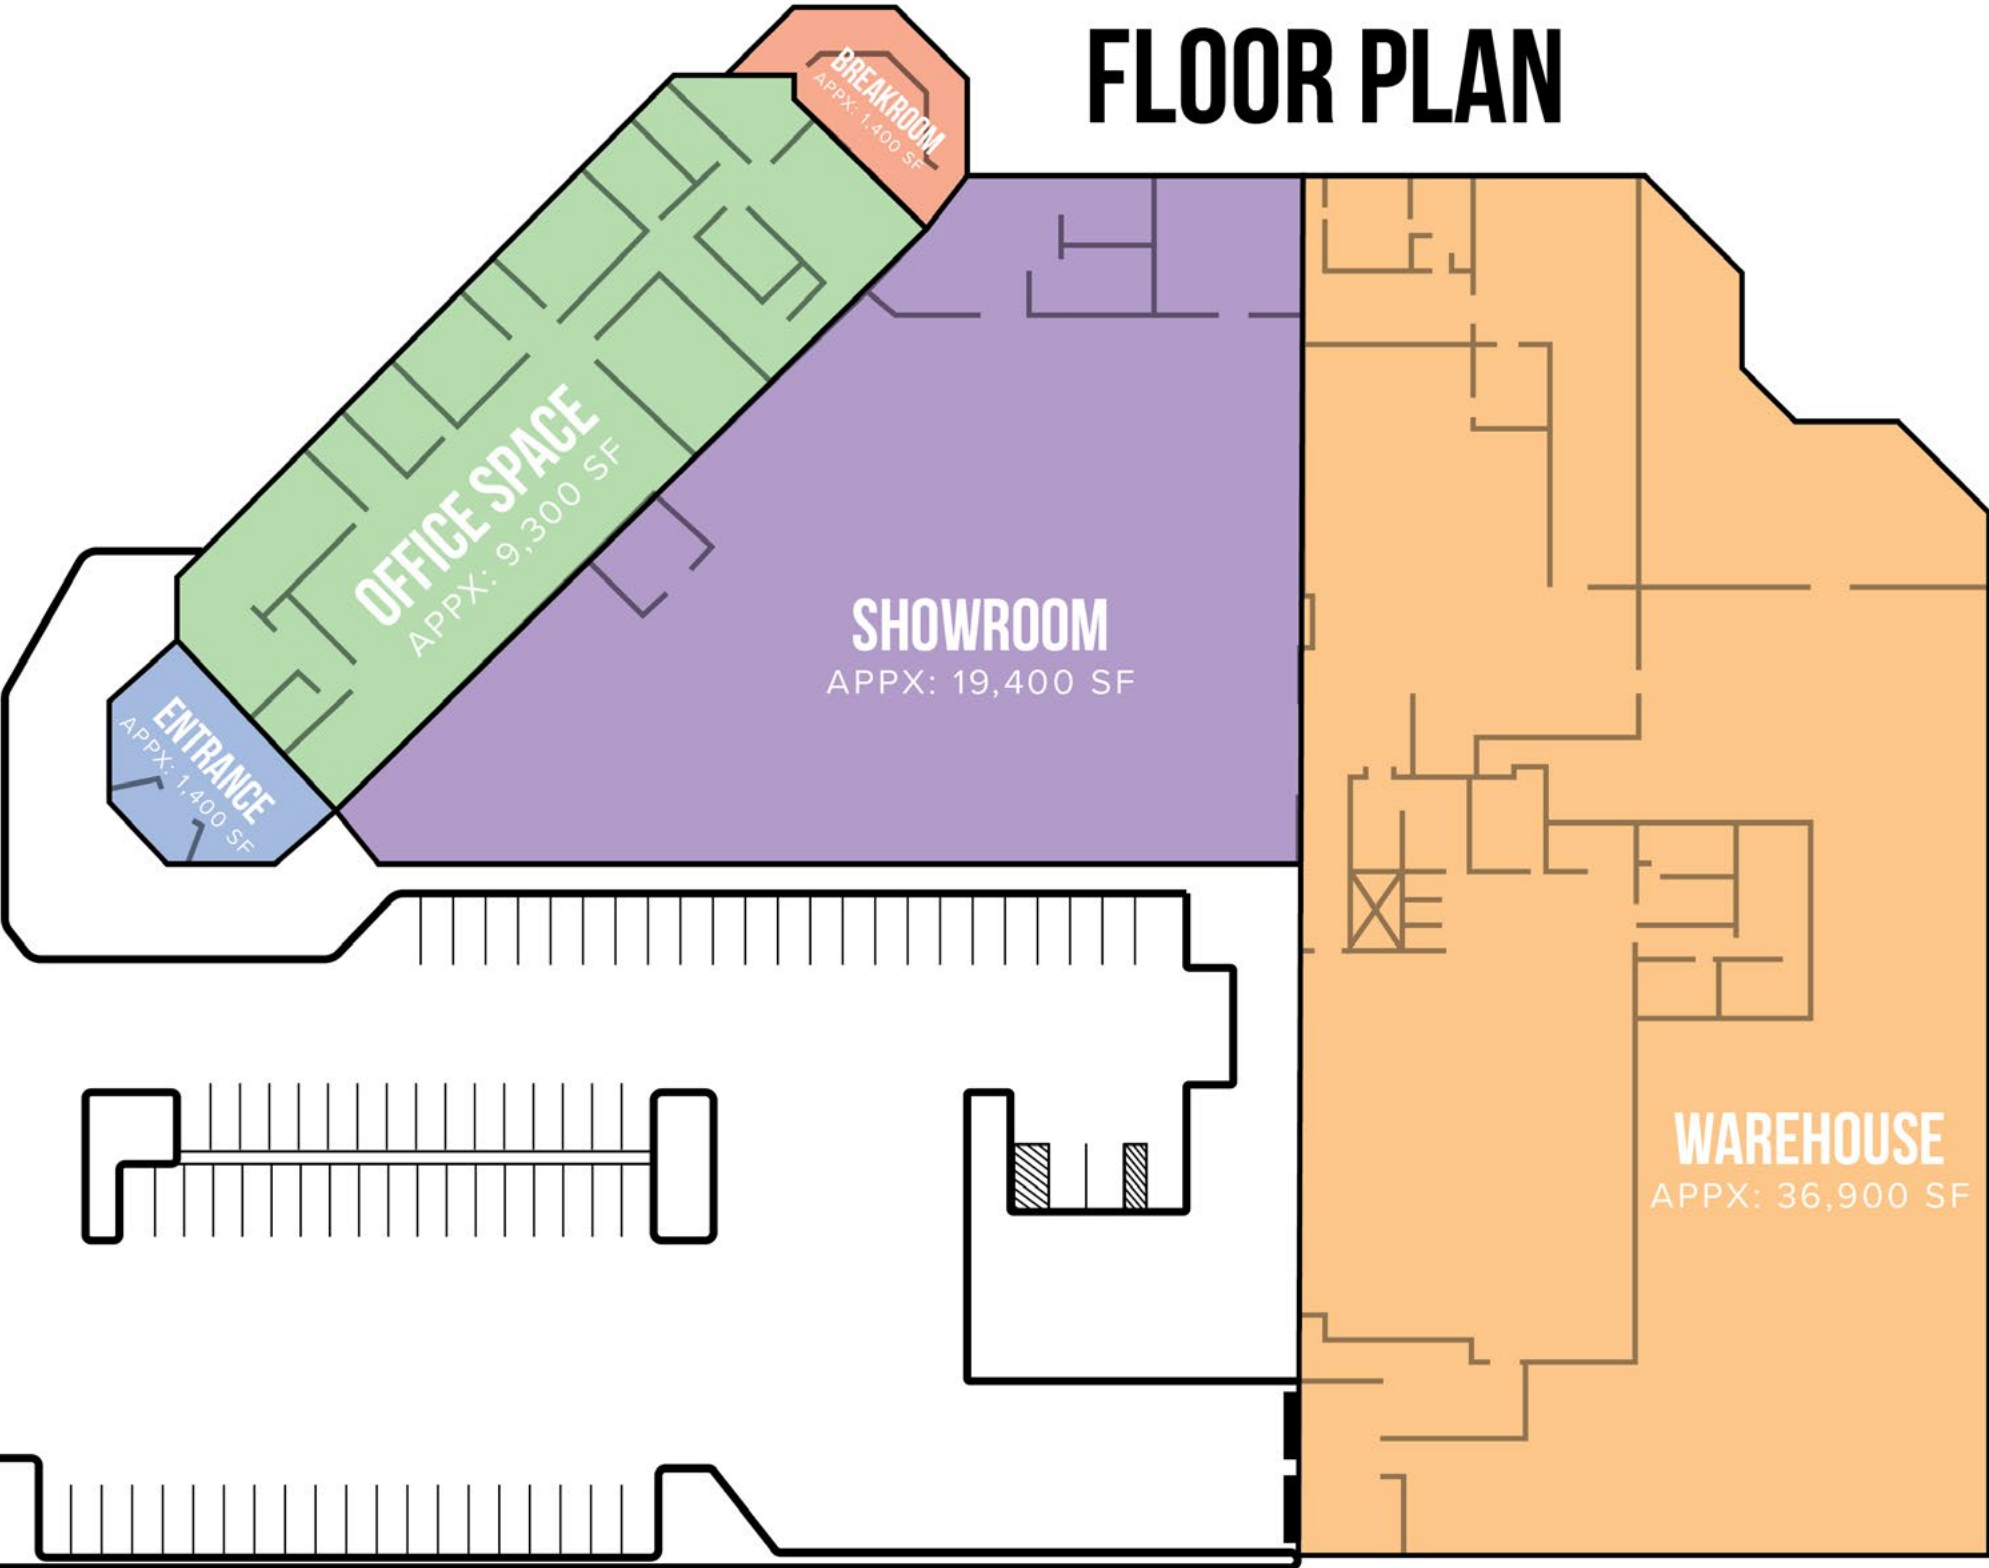 FLOOR PLAN
BREAKROOM
APPX: 1,400 SF
OFFICE SPACE
APPX: 9,300 SF
SHOWROOM
APPX: 19,400 SF
ENTRANCE
APPX: 1,400 SF
WAREHOUSE
APPX: 36,900 SF